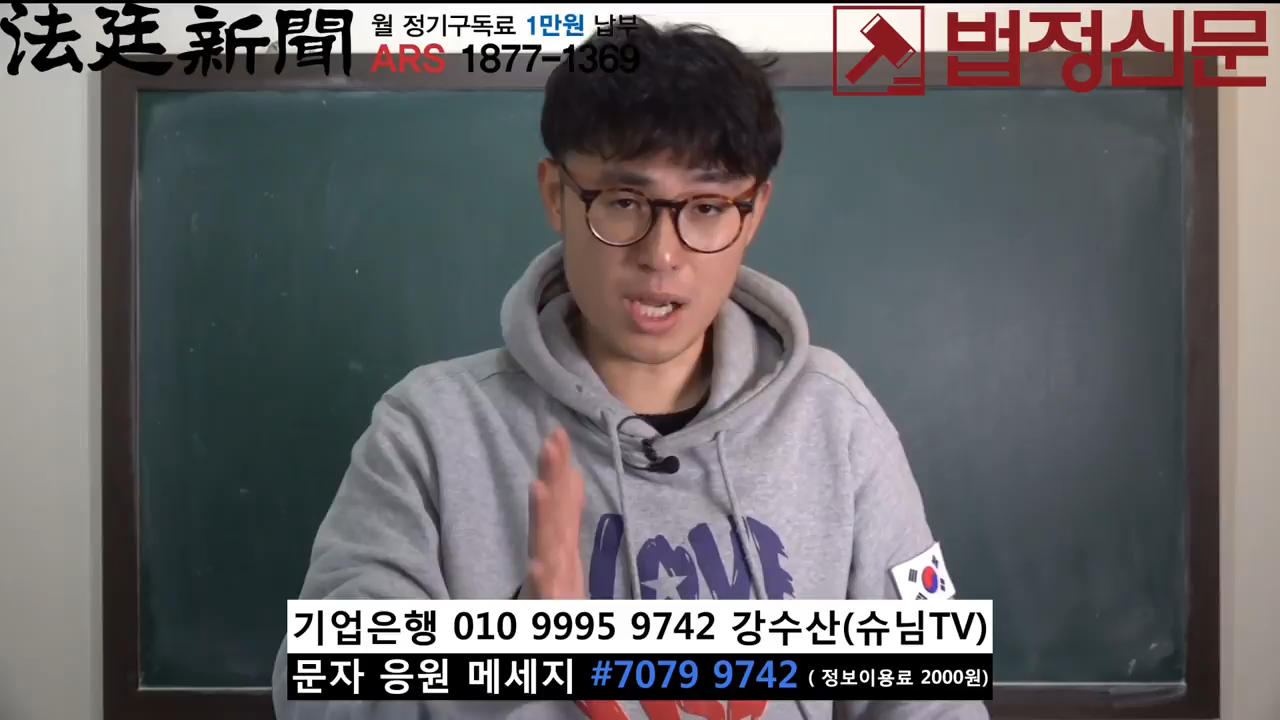 法廷新聞
월 정기구독료 1만원 납부
ARS 1877-1369
법정신문
LOVE
기업은행 010 9995 9742 강수산(슈님TV)
문자 응원 메세지 #7079 9742 ( 정보이용료 2000원)